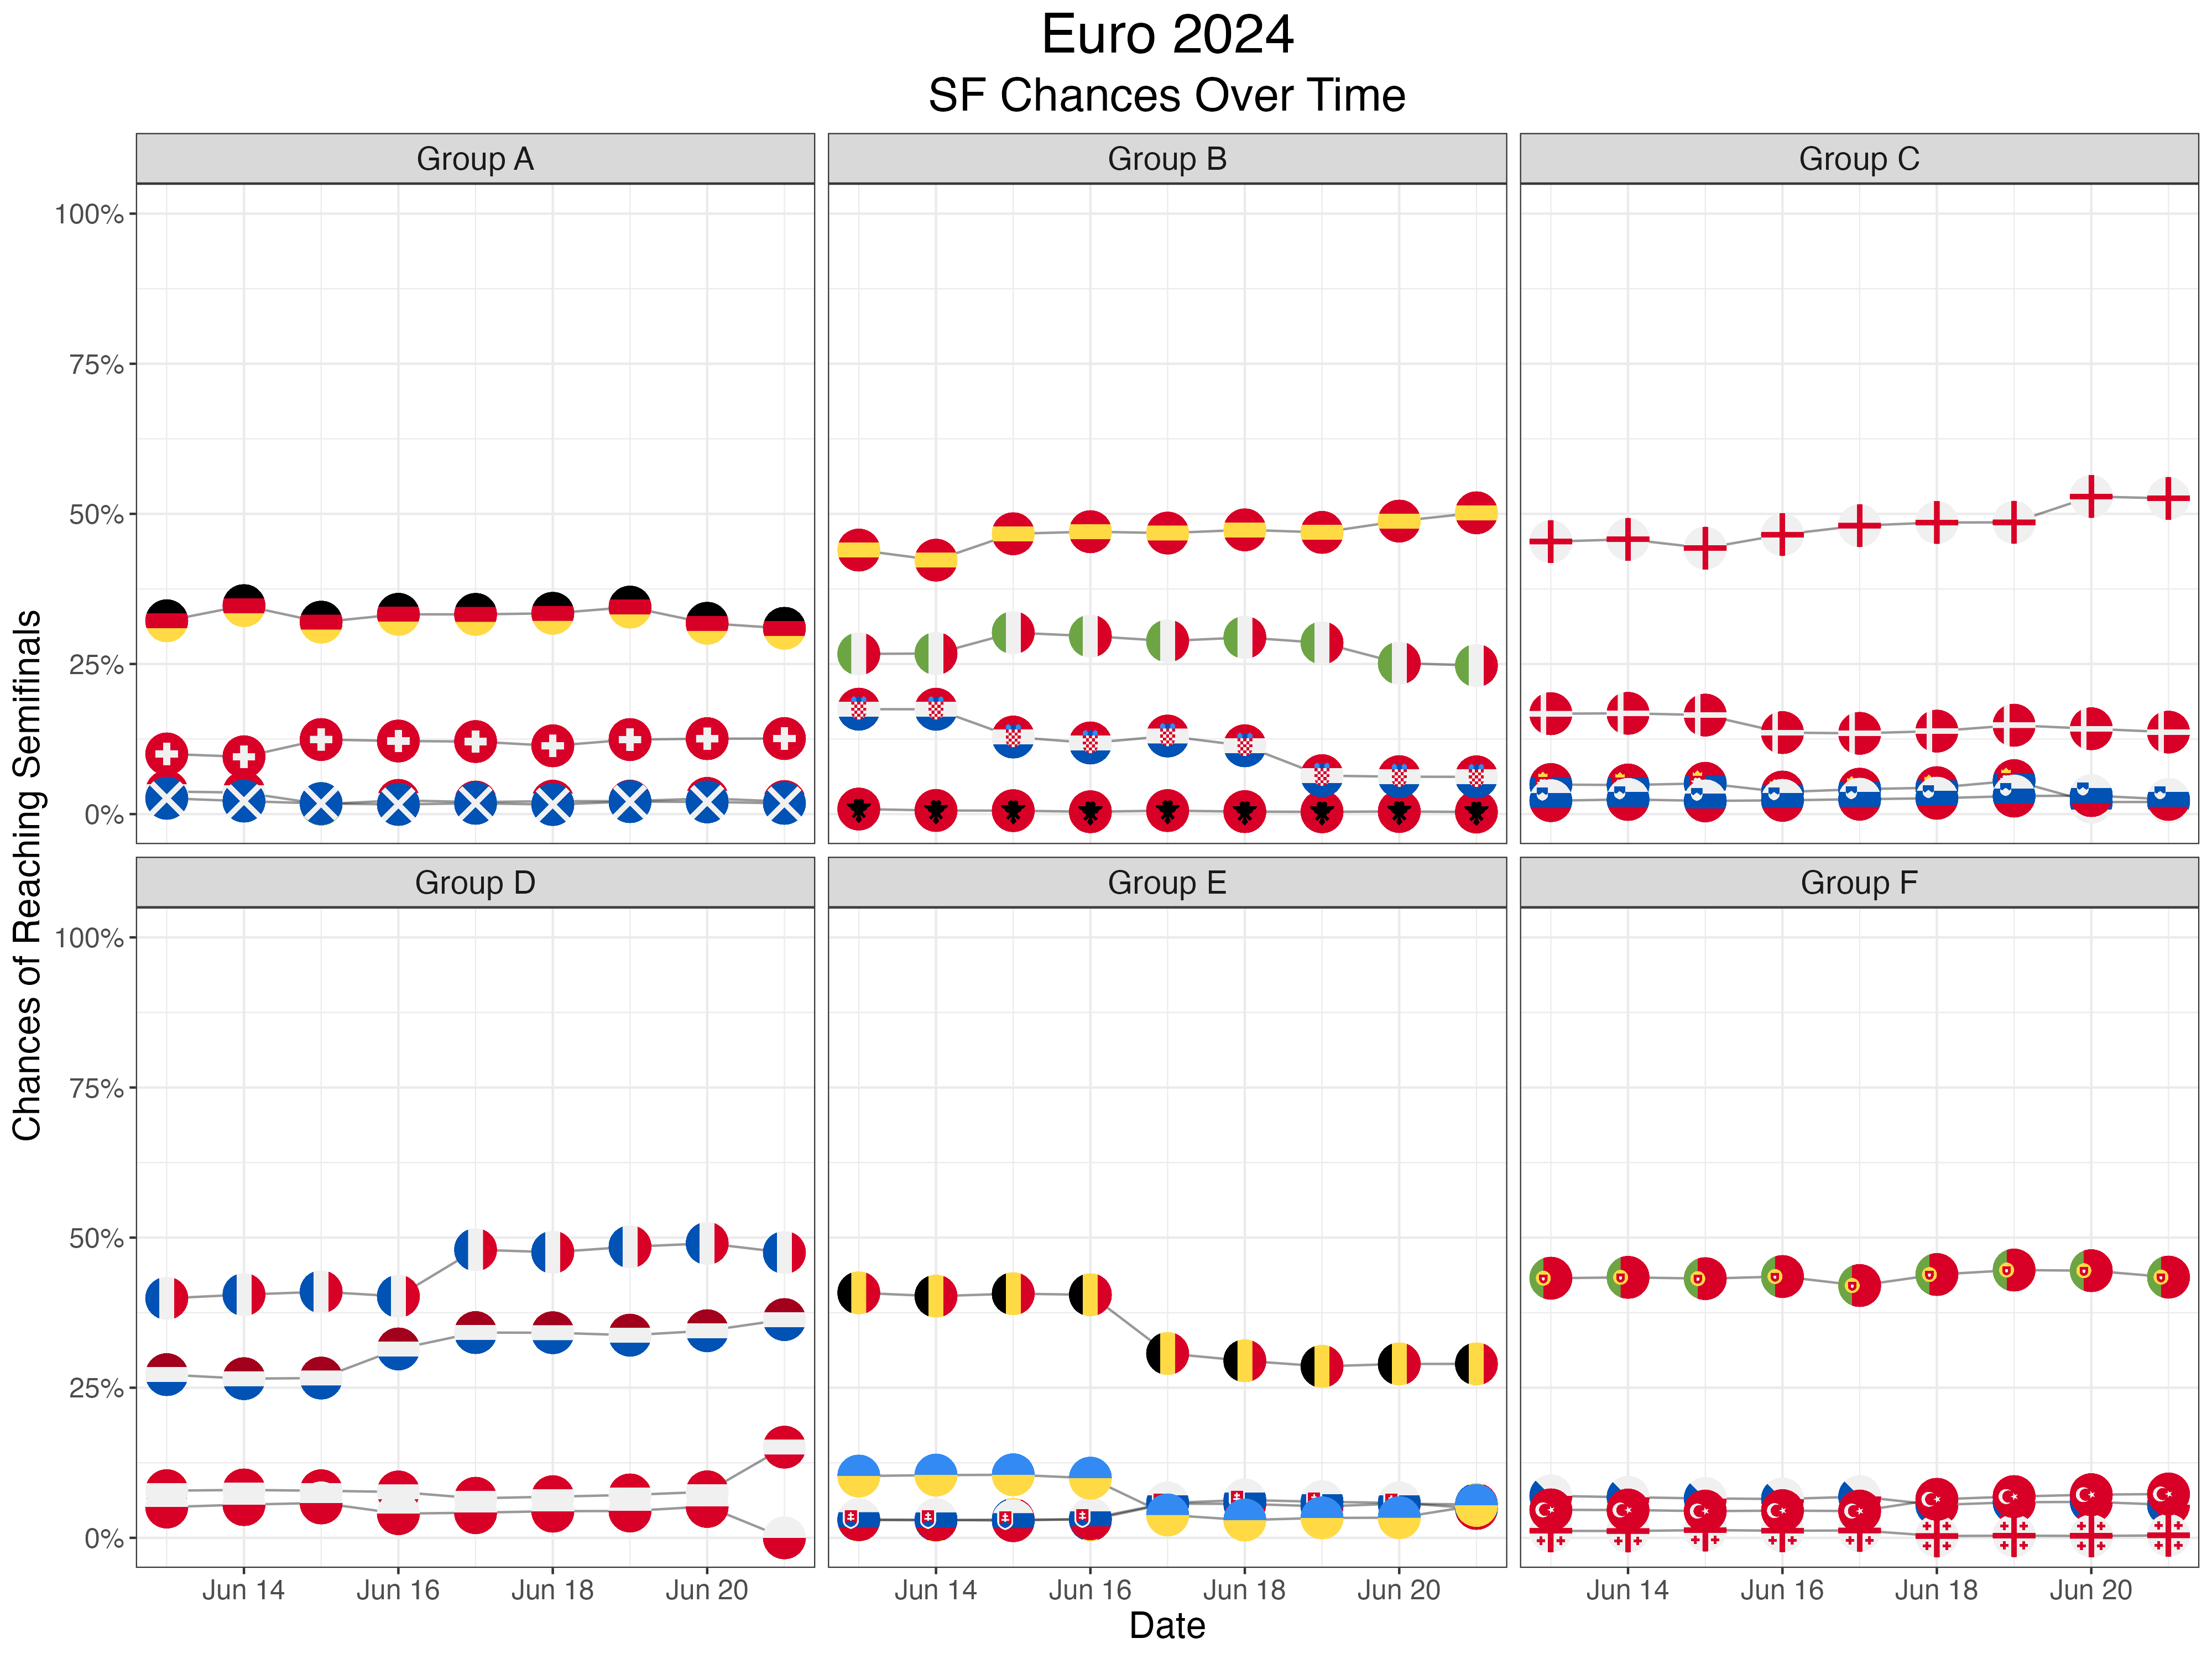 Euro 2024
SF Chances Over Time
Group A
Group B
Group C
100%
75%
50%
25%
0%
Chances of Reaching Semifinals
Group D
Group E
Group F
100%
75%
50%
25%
0%
Jun 14 Jun 16 Jun 18 Jun 20
Jun 14 Jun 16 Jun 18 Jun 20
Jun 14 Jun 16 Jun 18 Jun 20
Date